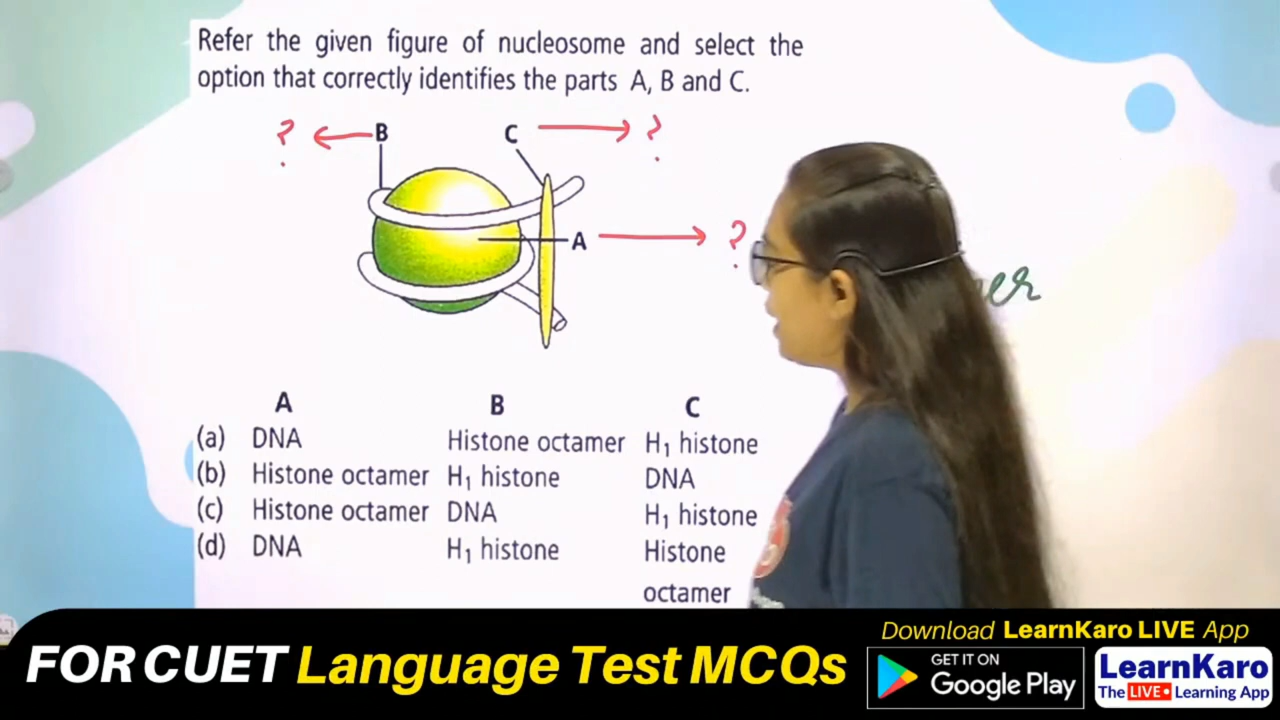 Refer the given figure of nucleosome and select the
option that correctly identifies the parts A, B and C.
? B C ?
A ?
A B C
(a) DNA Histone octamer H₁ histone
(b) Histone octamer H₁ histone DNA
(c) Histone octamer DNA H₁ histone
(d) DNA H₁ histone Histone
octamer
FOR CUET Language Test MCQs
Download LearnKaro LIVE App
GET IT ON
Google Play
LearnKaro
The LIVE Learning App